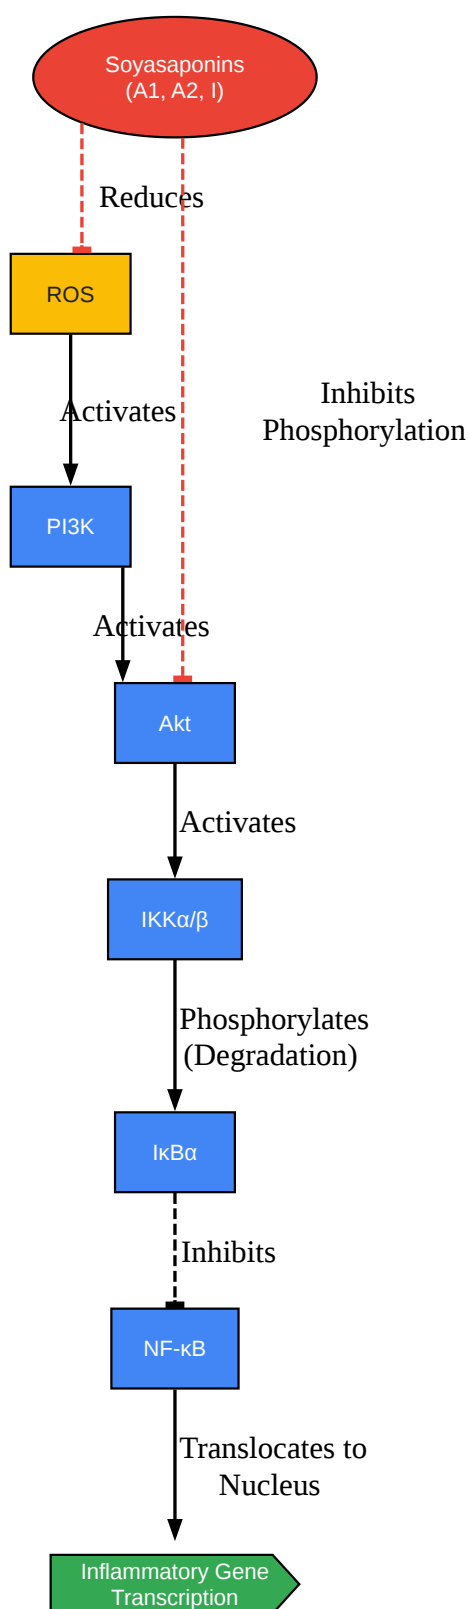 Soyasaponins
(A1, A2, I)
Reduces
ROS
Activates
Inhibits
Phosphorylation
PI3K
Activates
Akt
Activates
IKKα/β
Phosphorylates
(Degradation)
IκBα
Inhibits
NF-κB
Translocates to
Nucleus
Inflammatory Gene
Transcription